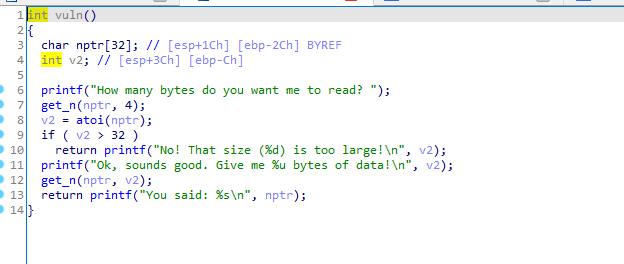 1 int vuln()
2 {
3 char nptr[32]; // [esp+1Ch] [ebp-2Ch] BYREF
4 int v2; // [esp+3Ch] [ebp-Ch]
5
6 printf("How many bytes do you want me to read? ");
7 get_n(nptr, 4);
8 v2 = atoi(nptr);
9 if ( v2 > 32 )
10 return printf("No! That size (%d) is too large!\n", v2);
11 printf("Ok, sounds good. Give me %u bytes of data!\n", v2);
12 get_n(nptr, v2);
13 return printf("You said: %s\n", nptr);
14 }